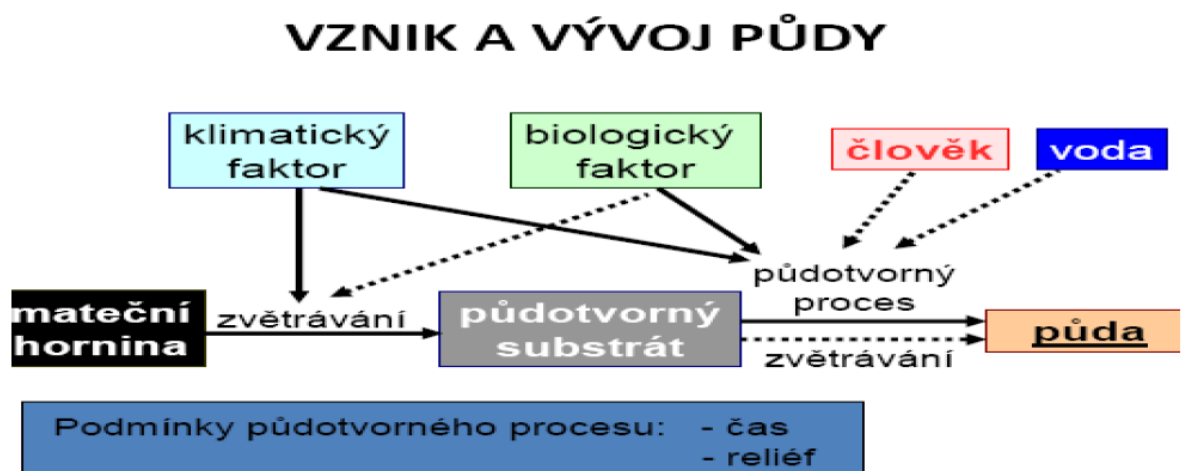 VZNIK A VÝVOJ PŮDY
klimatický
faktor
biologický
faktor
člověk
voda
půdotvorný
proces
mateční
hornina
zvětrávání
půdotvorný
substrát
zvětrávání
půda
Podmínky půdotvorného procesu: - čas
- reliéf